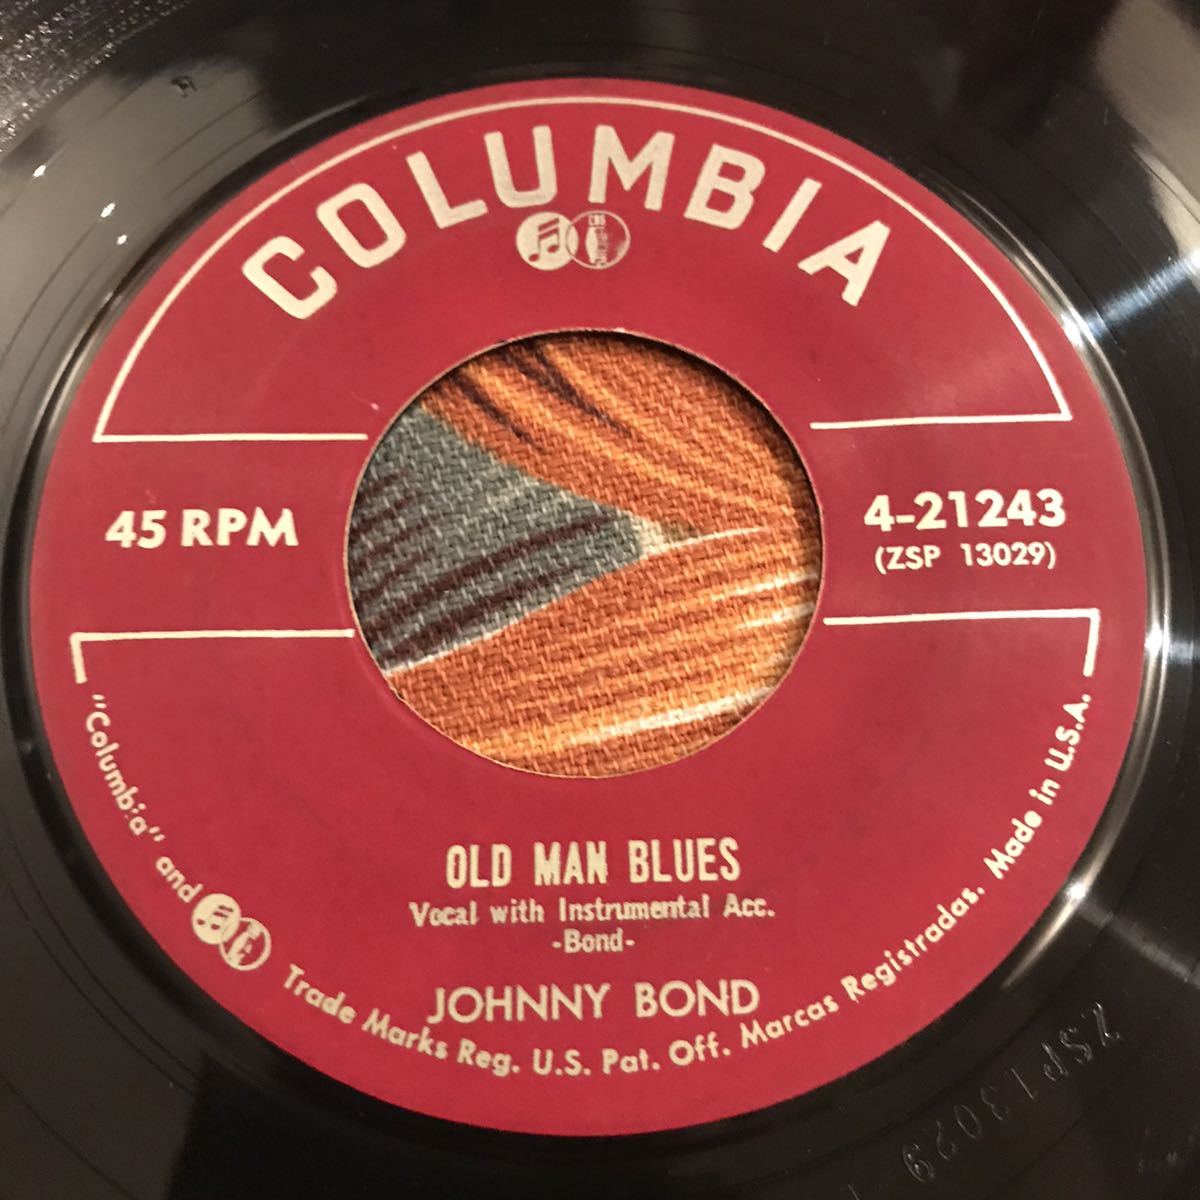 COLUMBIA
45 RPM
4-21243
(ZSP 13029)
OLD MAN BLUES
Vocal with Instrumental Acc.
-Bond-
JOHNNY BOND
"Columbia" and Trade Marks Reg. U.S. Pat. Off. Marcas Registradas. Made in U.S.A.
ZSP13029